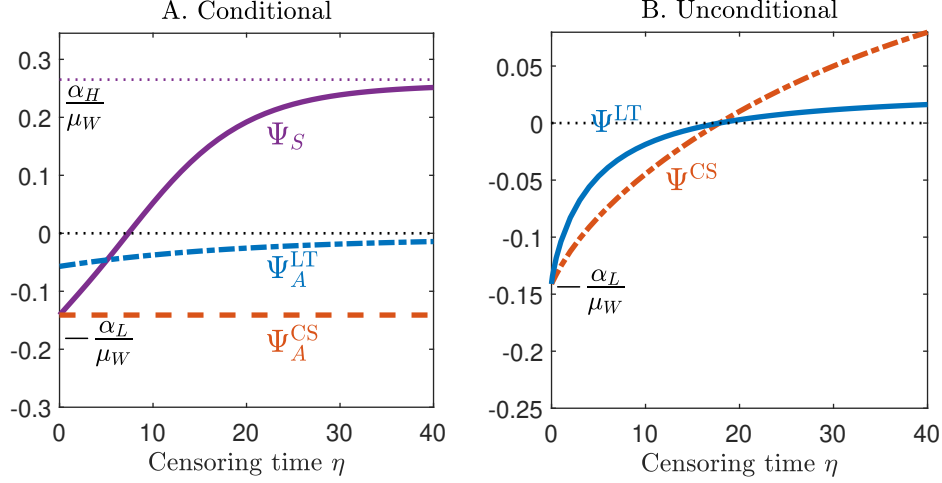 A. Conditional
0.3
0.2
0.1
0
-0.1
-0.2
-0.3
α_H
μ_W
Ψ_S
Ψ_A^LT
− α_L
μ_W
Ψ_A^CS
0
10
20
30
40
Censoring time η
B. Unconditional
0.05
0
-0.05
-0.1
-0.15
-0.2
-0.25
Ψ^LT
Ψ^CS
− α_L
μ_W
0
10
20
30
40
Censoring time η